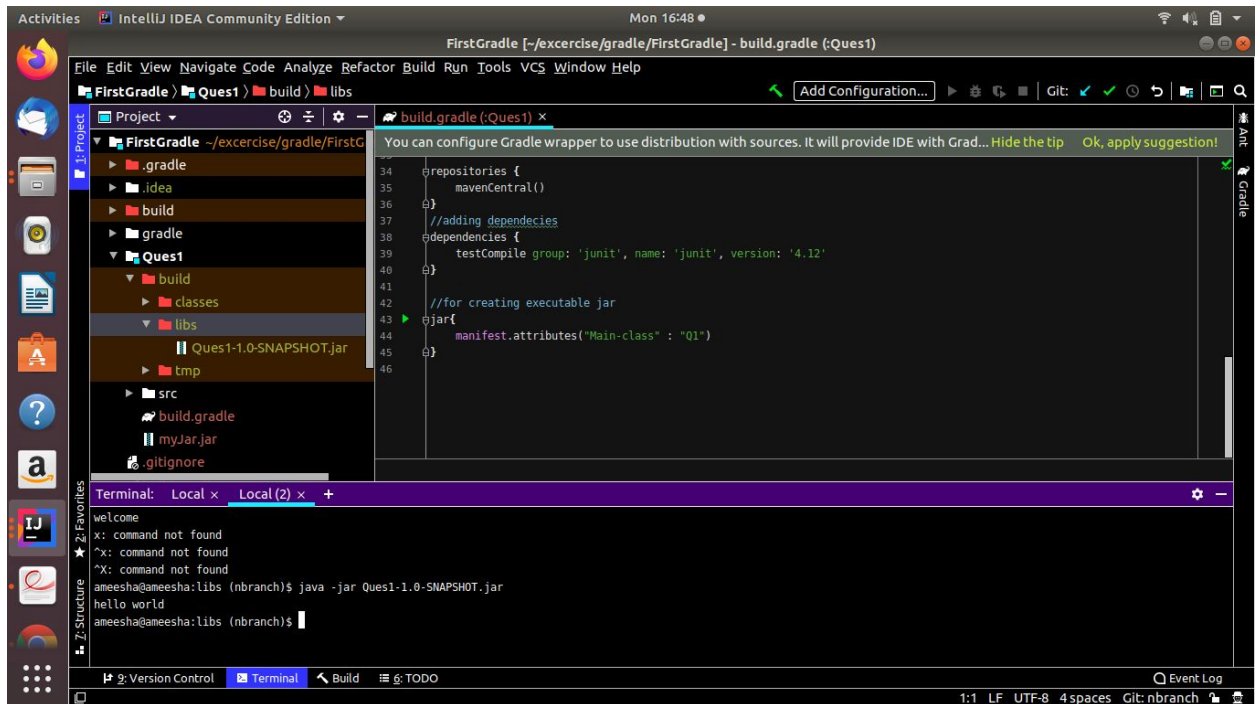 Activities IntelliJ IDEA Community Edition Mon 16:48
FirstGradle [~/excercise/gradle/FirstGradle] - build.gradle (:Ques1)
File Edit View Navigate Code Analyze Refactor Build Run Tools VCS Window Help
FirstGradle Ques1 build libs Add Configuration... Git:
1: Project
Project
build.gradle (:Ques1)
Ant
Gradle
FirstGradle ~/excercise/gradle/FirstG
.gradle
.idea
build
gradle
Ques1
build
classes
libs
Ques1-1.0-SNAPSHOT.jar
tmp
src
build.gradle
myJar.jar
.gitignore
You can configure Gradle wrapper to use distribution with sources. It will provide IDE with Grad... Hide the tip Ok, apply suggestion!
34 repositories {
35 mavenCentral()
36 }
37 //adding dependecies
38 dependencies {
39 testCompile group: 'junit', name: 'junit', version: '4.12'
40 }
41
42 //for creating executable jar
43 jar{
44 manifest.attributes("Main-class" : "Q1")
45 }
46
2: Favorites
Z: Structure
Terminal: Local × Local (2) × +
welcome
x: command not found
^x: command not found
^X: command not found
ameesha@ameesha:libs (nbranch)$ java -jar Ques1-1.0-SNAPSHOT.jar
hello world
ameesha@ameesha:libs (nbranch)$
9: Version Control Terminal Build 6: TODO Event Log
1:1 LF UTF-8 4 spaces Git: nbranch